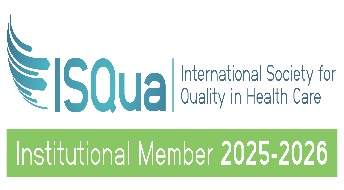 ISQua
International Society for
Quality in Health Care
Institutional Member 2025-2026